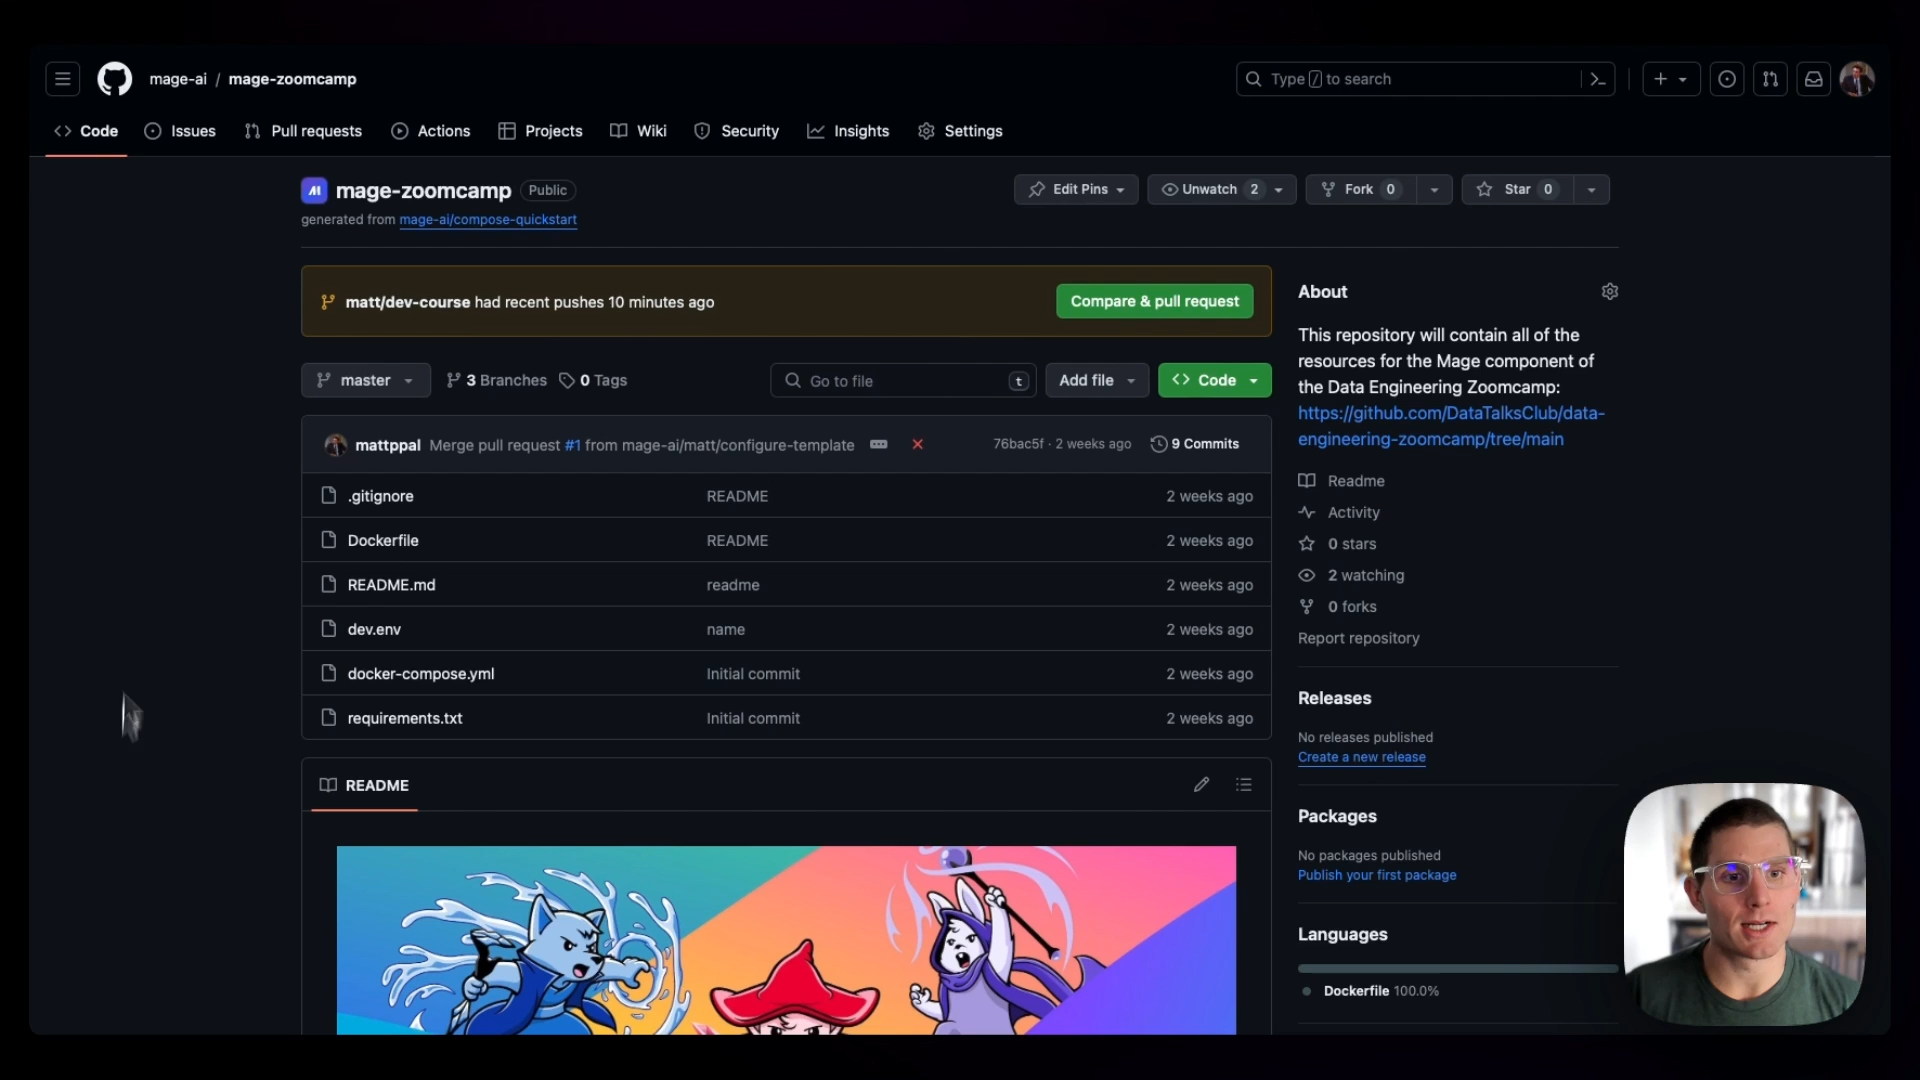 mage-ai / mage-zoomcamp
Type / to search
Code Issues Pull requests Actions Projects Wiki Security Insights Settings
mage-zoomcamp Public
Edit Pins Unwatch 2 Fork 0 Star 0
generated from mage-ai/compose-quickstart
matt/dev-course had recent pushes 10 minutes ago
Compare & pull request
master 3 Branches 0 Tags
Go to file t
Add file
Code
mattppal Merge pull request #1 from mage-ai/matt/configure-template 76bac5f · 2 weeks ago 9 Commits
.gitignore README 2 weeks ago
Dockerfile README 2 weeks ago
README.md readme 2 weeks ago
dev.env name 2 weeks ago
docker-compose.yml Initial commit 2 weeks ago
requirements.txt Initial commit 2 weeks ago
README
About
This repository will contain all of the
resources for the Mage component of
the Data Engineering Zoomcamp:
https://github.com/DataTalksClub/data-
engineering-zoomcamp/tree/main
Readme
Activity
0 stars
2 watching
0 forks
Report repository
Releases
No releases published
Create a new release
Packages
No packages published
Publish your first package
Languages
Dockerfile 100.0%